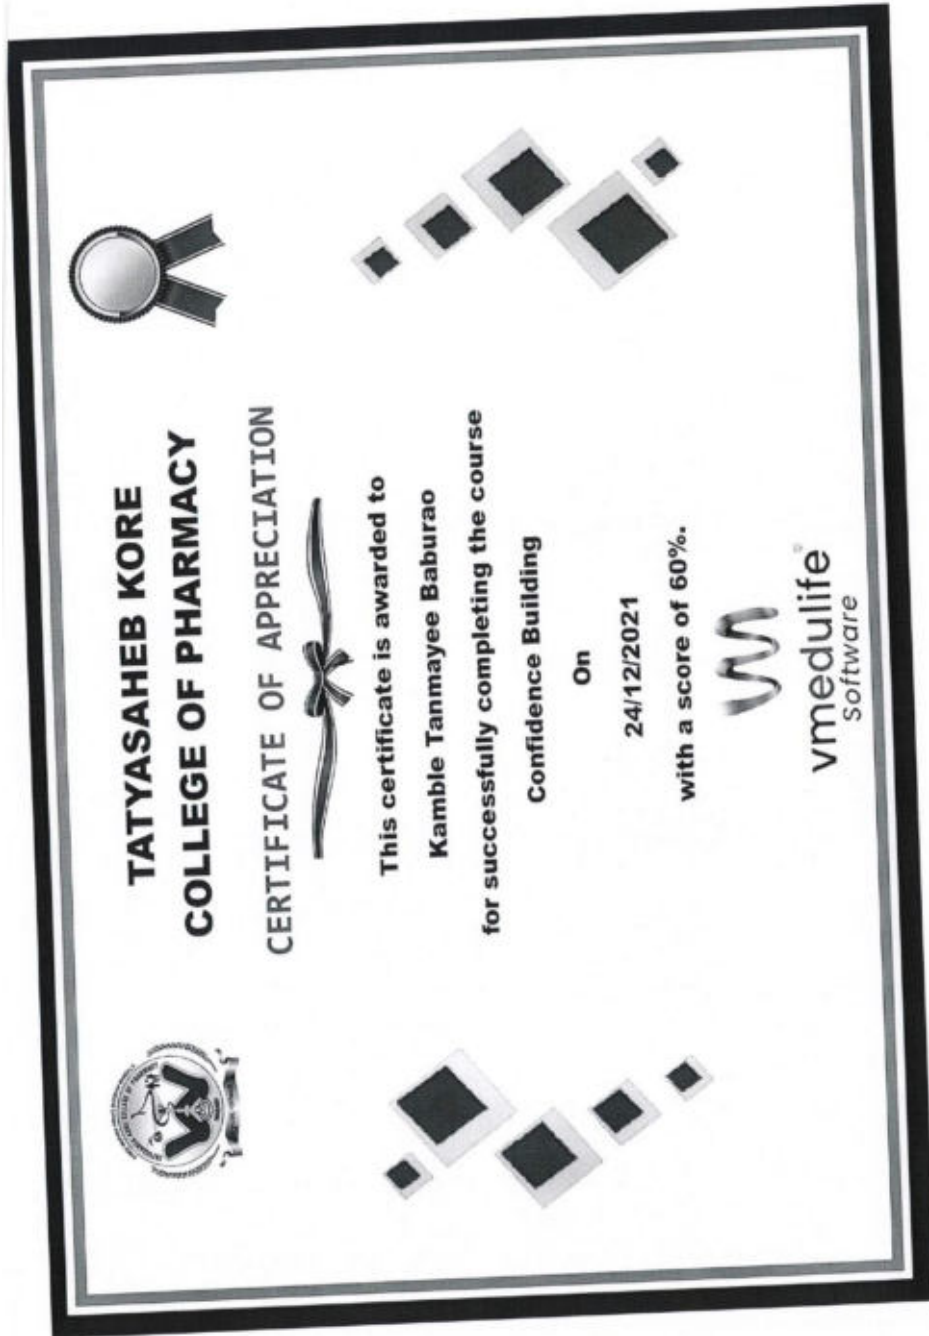 TATYASAHEB KORE
COLLEGE OF PHARMACY
CERTIFICATE OF APPRECIATION
This certificate is awarded to
Kamble Tanmayee Baburao
for successfully completing the course
Confidence Building
On
24/12/2021
with a score of 60%.
vmedulife
Software